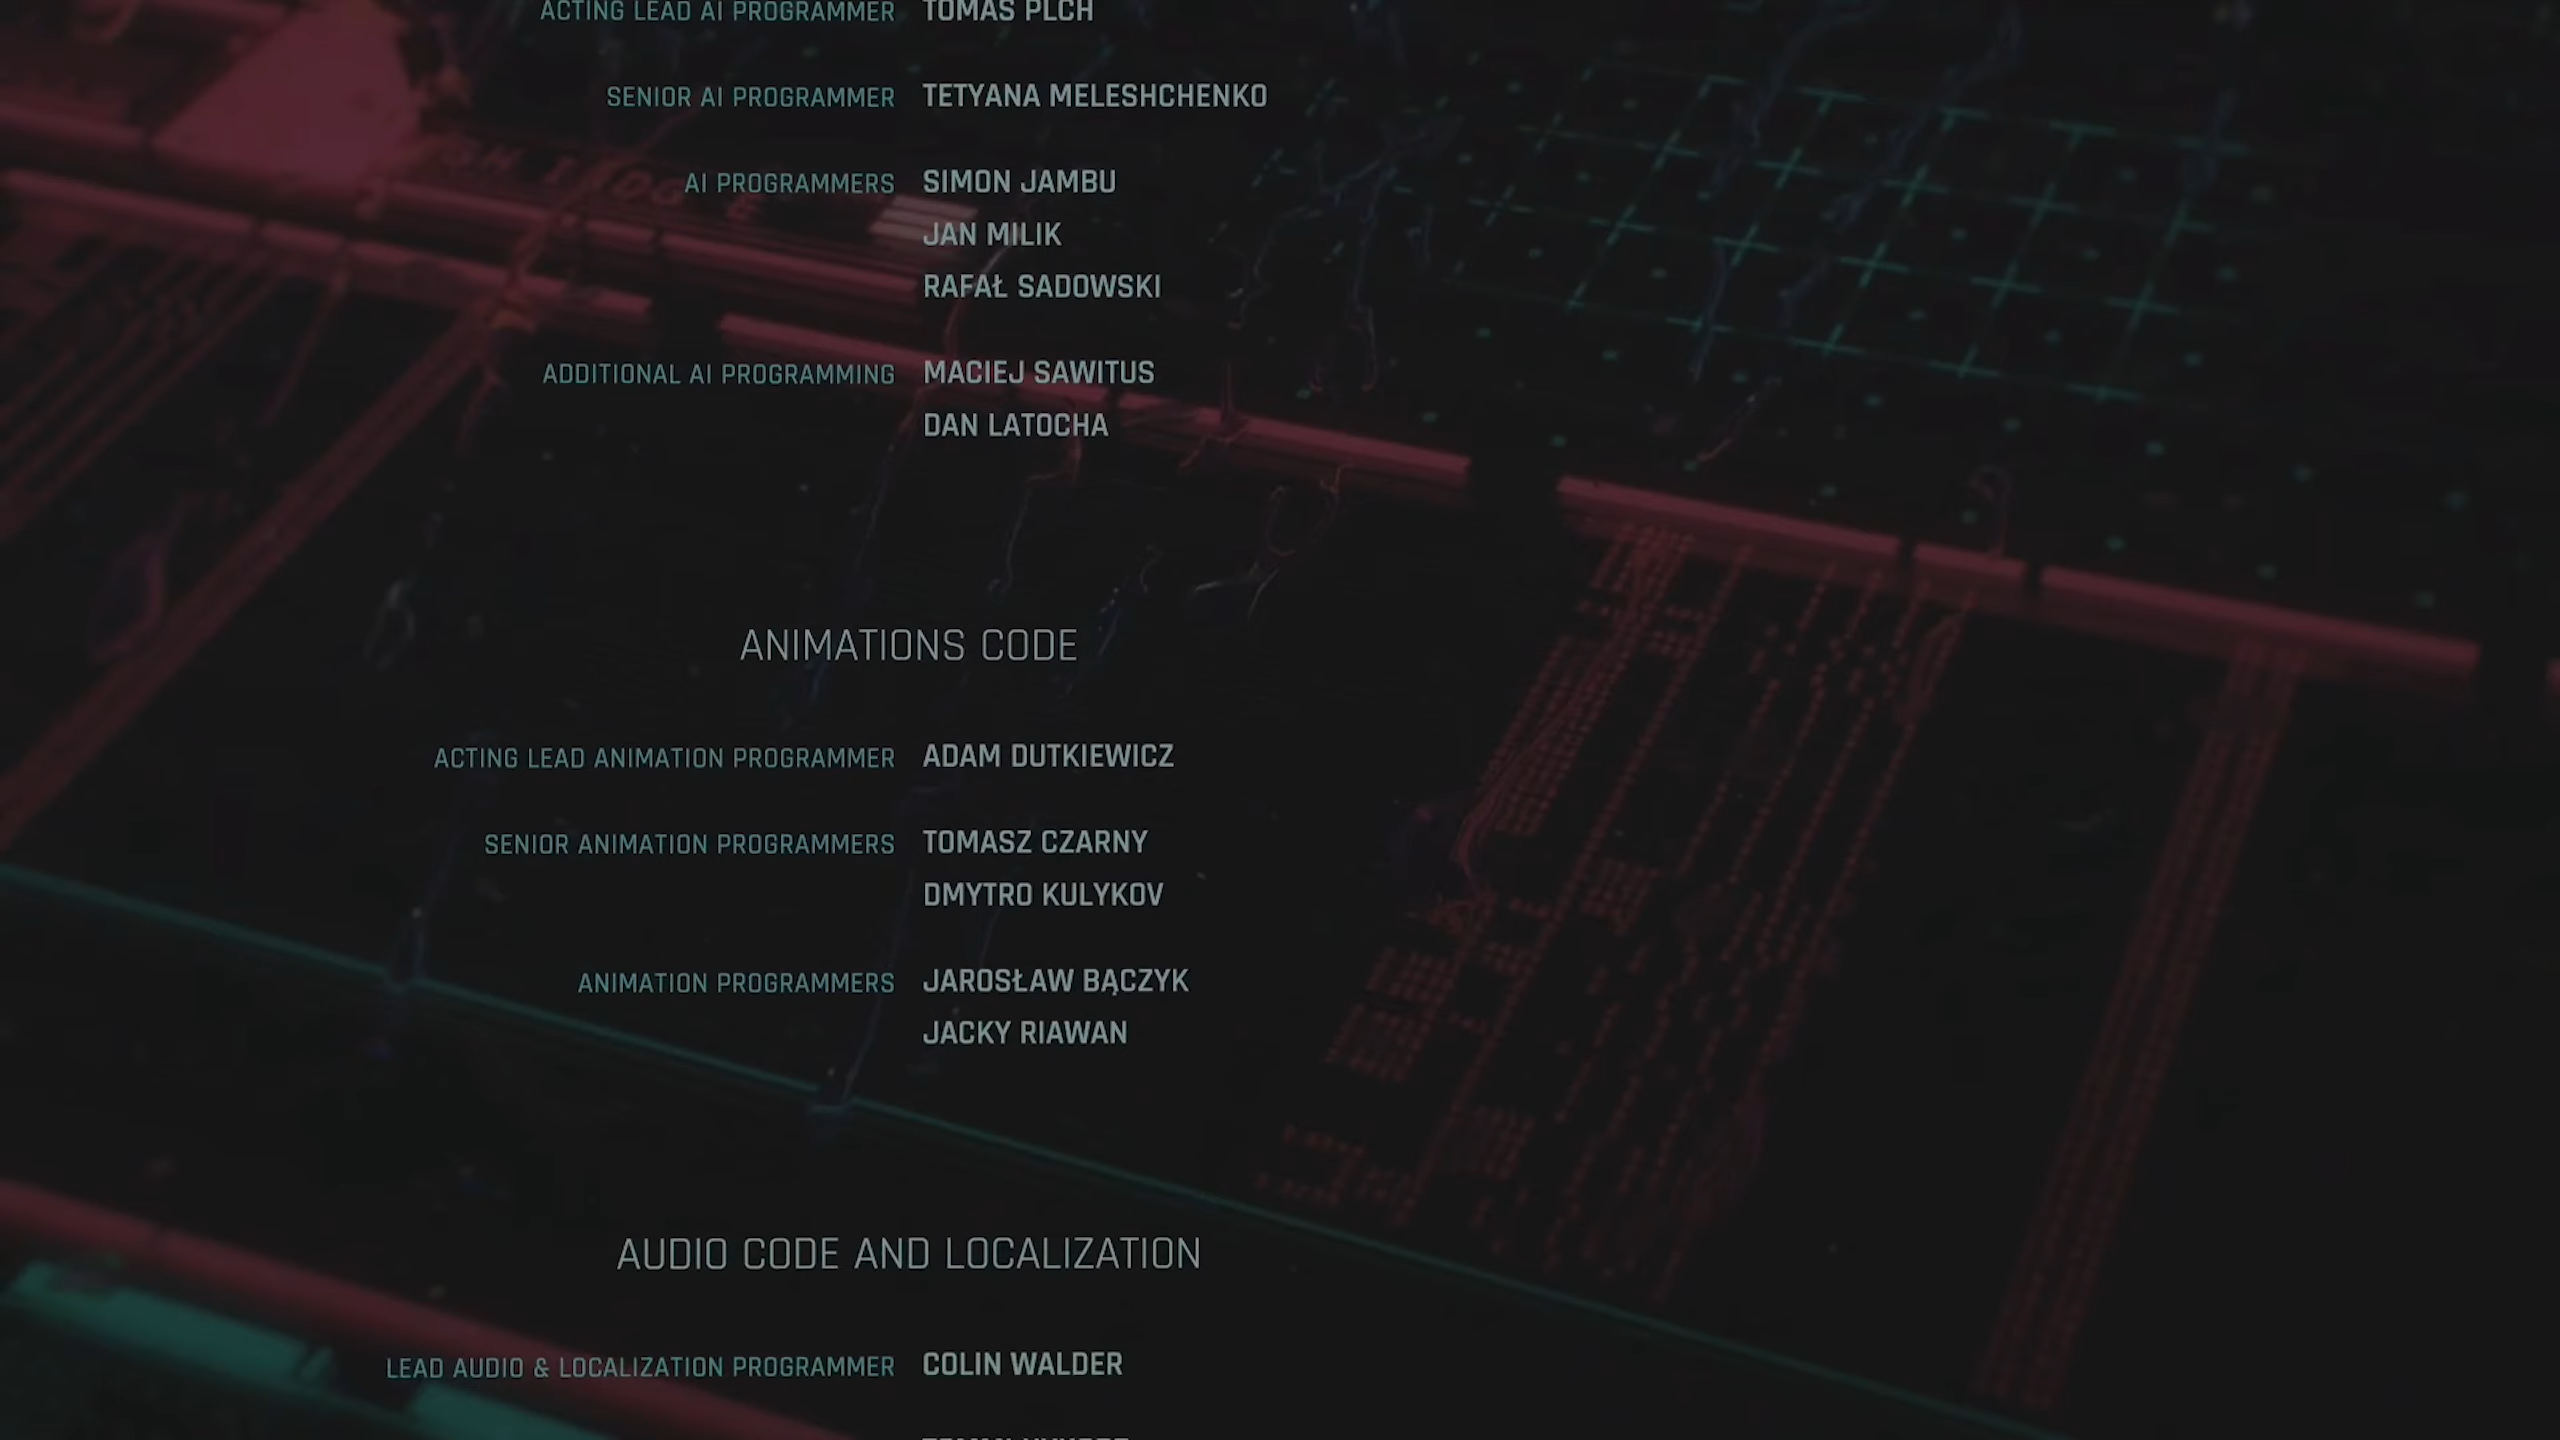 ACTING LEAD AI PROGRAMMER TOMAS PLCH
SENIOR AI PROGRAMMER TETYANA MELESHCHENKO
AI PROGRAMMERS SIMON JAMBU
JAN MILIK
RAFAŁ SADOWSKI
ADDITIONAL AI PROGRAMMING MACIEJ SAWITUS
DAN LATOCHA
ANIMATIONS CODE
ACTING LEAD ANIMATION PROGRAMMER ADAM DUTKIEWICZ
SENIOR ANIMATION PROGRAMMERS TOMASZ CZARNY
DMYTRO KULYKOV
ANIMATION PROGRAMMERS JAROSŁAW BĄCZYK
JACKY RIAWAN
AUDIO CODE AND LOCALIZATION
LEAD AUDIO & LOCALIZATION PROGRAMMER COLIN WALDER